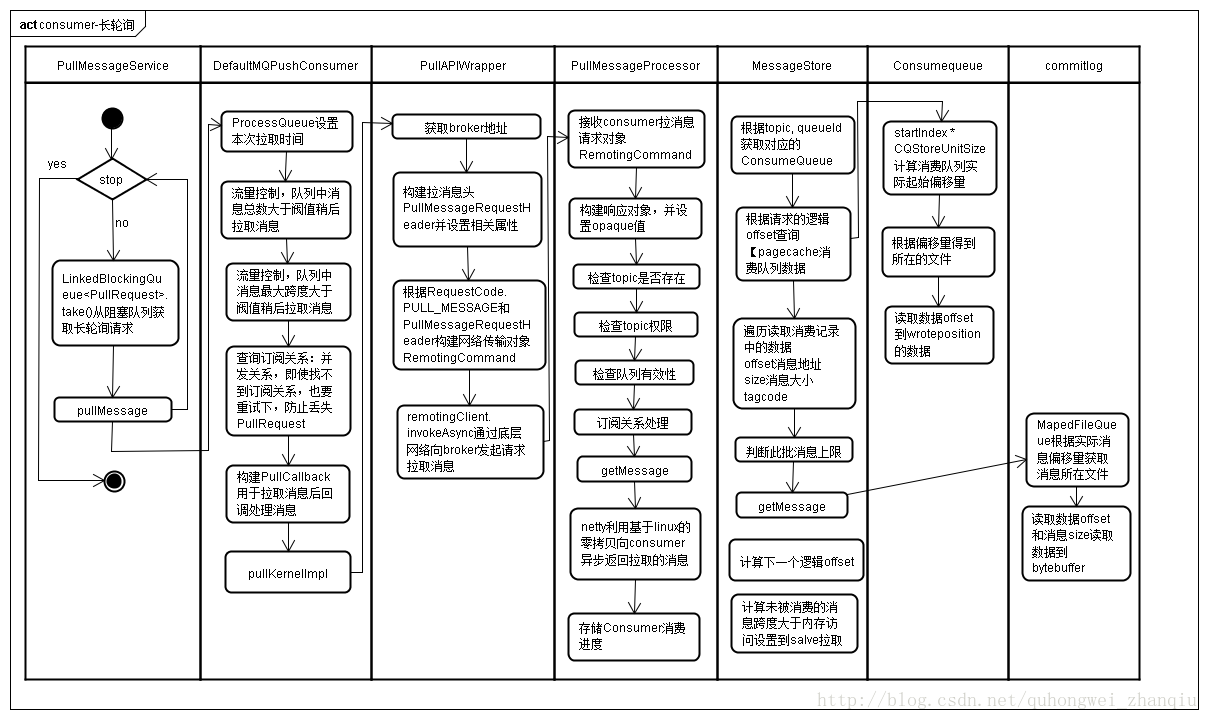 act consumer-长轮询
PullMessageService
DefaultMQPushConsumer
PullAPIWrapper
PullMessageProcessor
MessageStore
Consumequeue
commitlog
yes
stop
no
LinkedBlockingQu
eue<PullRequest>.
take()从阻塞队列获
取长轮询请求
pullMessage
ProcessQueue设置
本次拉取时间
流量控制，队列中消
息总数大于阀值稍后
拉取消息
流量控制，队列中
消息最大跨度大于
阀值稍后拉取消息
查询订阅关系：并
发关系，即使找不
到订阅关系，也要
重试下，防止丢失
PullRequest
构建PullCallback
用于拉取消息后回
调处理消息
pullKernelImpl
获取broker地址
构建拉消息头
PullMessageRequestH
eader并设置相关属性
根据RequestCode.
PULL_MESSAGE和
PullMessageRequestH
eader构建网络传输对象
RemotingCommand
remotingClient.
invokeAsync通过底层
网络向broker发起请求
拉取消息
接收consumer拉消息
请求对象
RemotingCommand
构建响应对象，并设
置opaque值
检查topic是否存在
检查topic权限
检查队列有效性
订阅关系处理
getMessage
netty利用基于linux的
零拷贝向consumer
异步返回拉取的消息
存储Consumer消费
进度
根据topic, queueId
获取对应的
ConsumeQueue
根据请求的逻辑
offset查询
【pagecache消
费队列数据
遍历读取消费记录
中的数据
offset消息地址
size消息大小
tagcode
判断此批消息上限
getMessage
计算下一个逻辑offset
计算未被消费的消
息跨度大于内存访
问设置到salve拉取
startIndex *
CQStoreUnitSize
计算消费队列实
际起始偏移量
根据偏移量得到
所在的文件
读取数据offset
到wroteposition
的数据
MapedFileQue
ue根据实际消
息偏移量获取
消息所在文件
读取数据offset
和消息size读取
数据到
bytebuffer
http://blog.csdn.net/quhongwei_zhanqiu